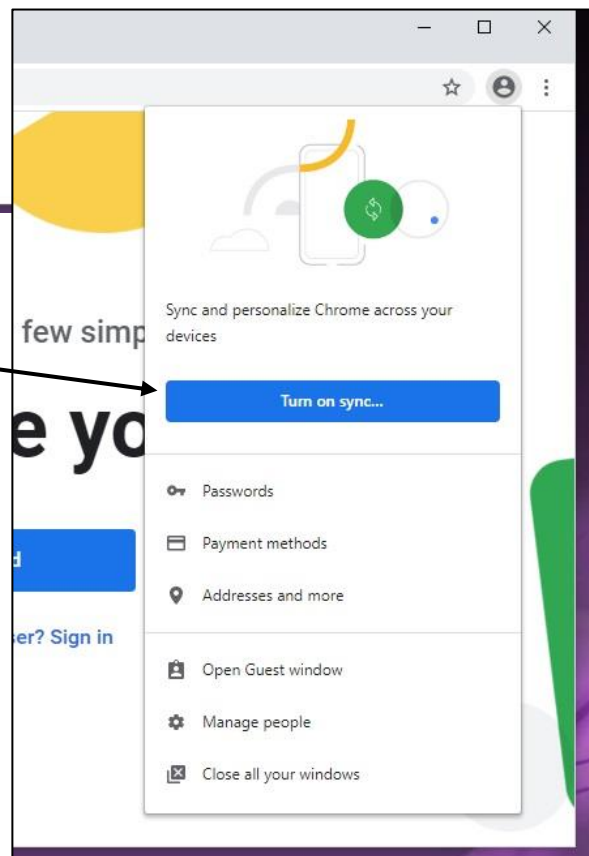 Sync and personalize Chrome across your
devices
few simp
Turn on sync...
e yo
Passwords
Payment methods
d
Addresses and more
ser? Sign in
Open Guest window
Manage people
Close all your windows